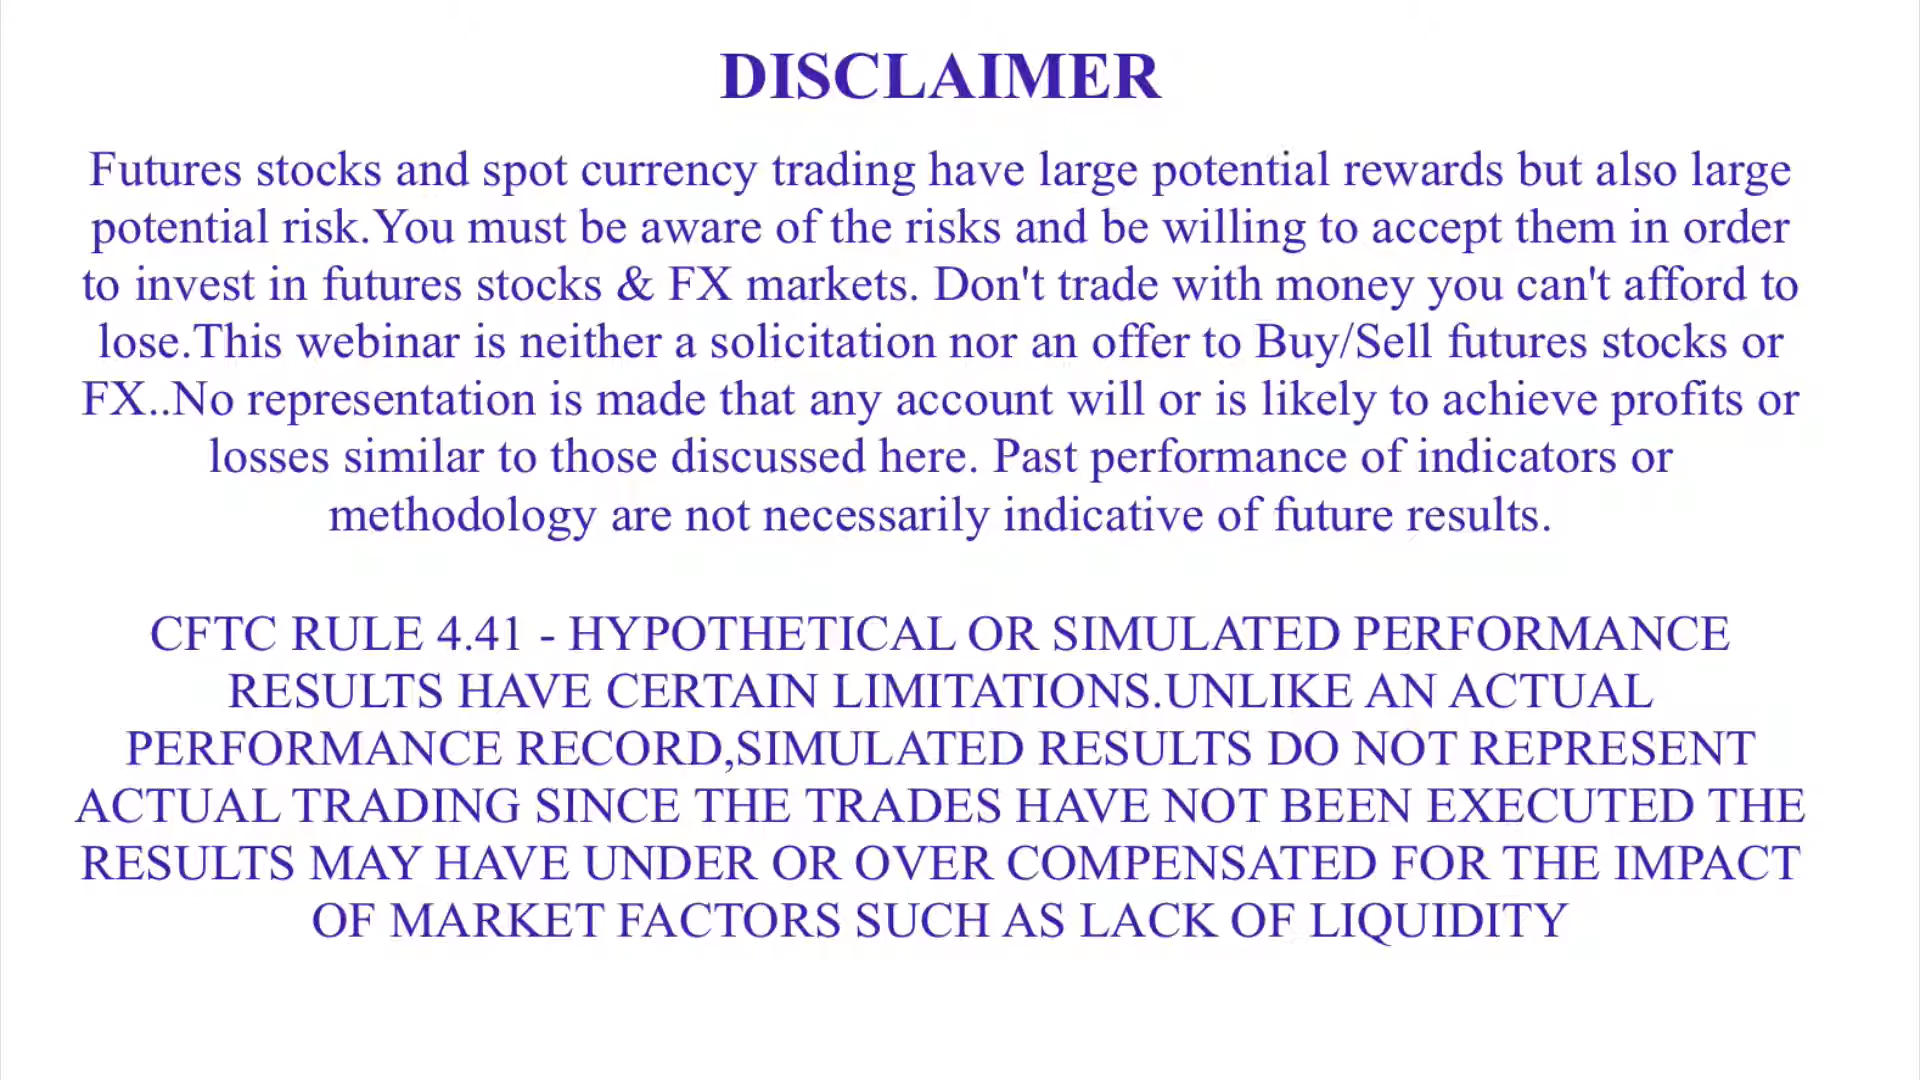 DISCLAIMER
Futures stocks and spot currency trading have large potential rewards but also large
potential risk.You must be aware of the risks and be willing to accept them in order
to invest in futures stocks & FX markets. Don't trade with money you can't afford to
lose.This webinar is neither a solicitation nor an offer to Buy/Sell futures stocks or
FX..No representation is made that any account will or is likely to achieve profits or
losses similar to those discussed here. Past performance of indicators or
methodology are not necessarily indicative of future results.
CFTC RULE 4.41 - HYPOTHETICAL OR SIMULATED PERFORMANCE
RESULTS HAVE CERTAIN LIMITATIONS.UNLIKE AN ACTUAL
PERFORMANCE RECORD,SIMULATED RESULTS DO NOT REPRESENT
ACTUAL TRADING SINCE THE TRADES HAVE NOT BEEN EXECUTED THE
RESULTS MAY HAVE UNDER OR OVER COMPENSATED FOR THE IMPACT
OF MARKET FACTORS SUCH AS LACK OF LIQUIDITY